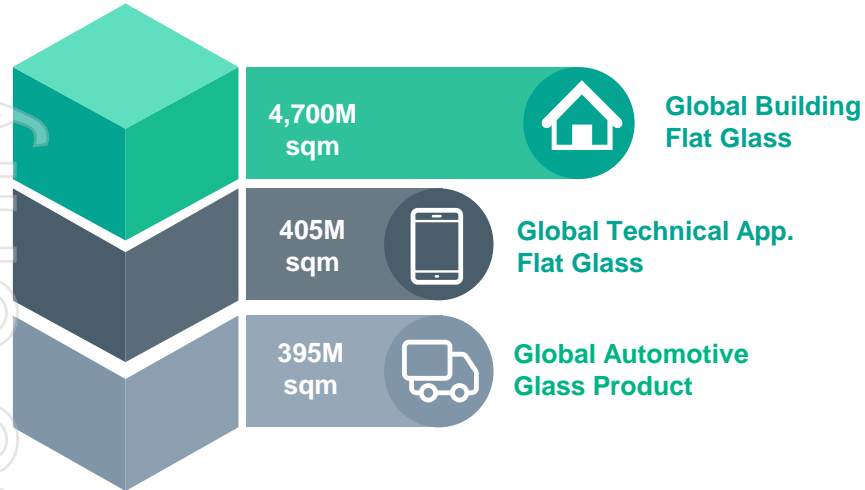 4,700M
sqm
Global Building
Flat Glass
405M
sqm
Global Technical App.
Flat Glass
395M
sqm
Global Automotive
Glass Product